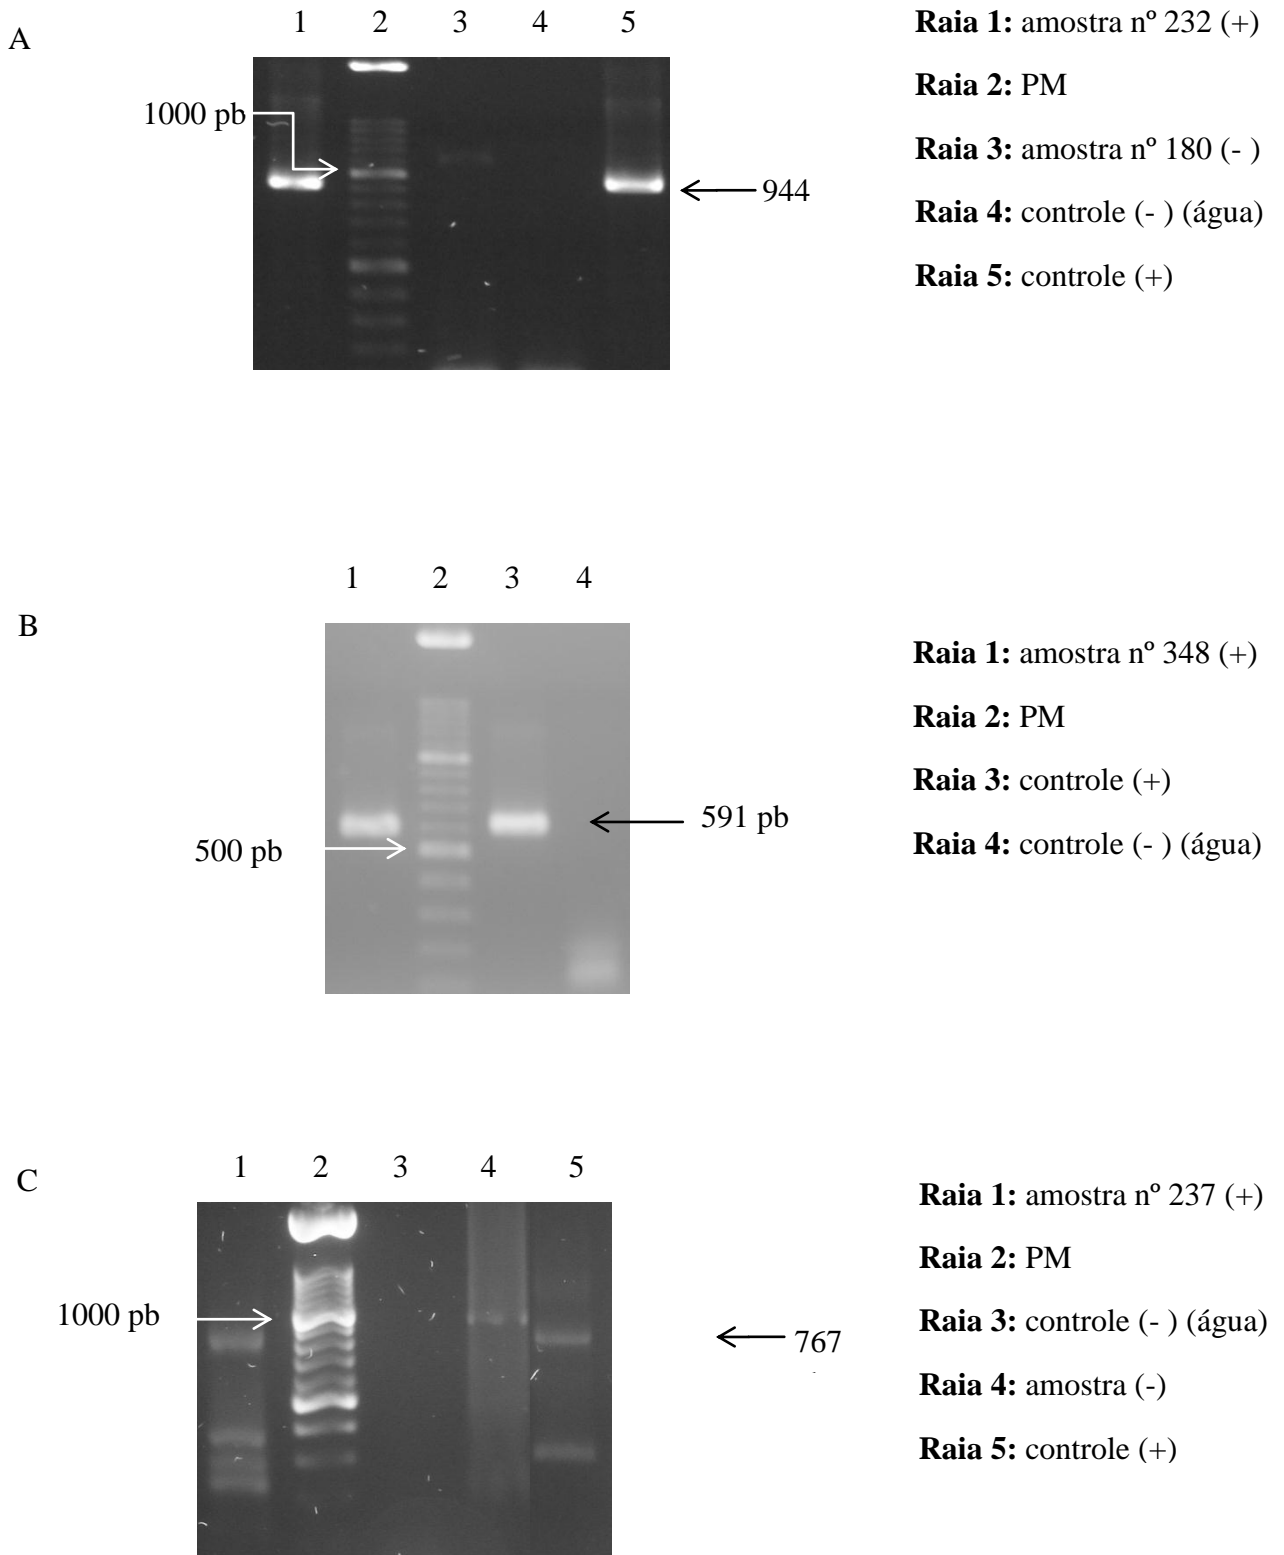 A
1 2 3 4 5
1000 pb
944
Raia 1: amostra nº 232 (+)
Raia 2: PM
Raia 3: amostra nº 180 (- )
Raia 4: controle (- ) (água)
Raia 5: controle (+)
B
1 2 3 4
500 pb
591 pb
Raia 1: amostra nº 348 (+)
Raia 2: PM
Raia 3: controle (+)
Raia 4: controle (- ) (água)
C
1 2 3 4 5
1000 pb
767
Raia 1: amostra nº 237 (+)
Raia 2: PM
Raia 3: controle (- ) (água)
Raia 4: amostra (-)
Raia 5: controle (+)